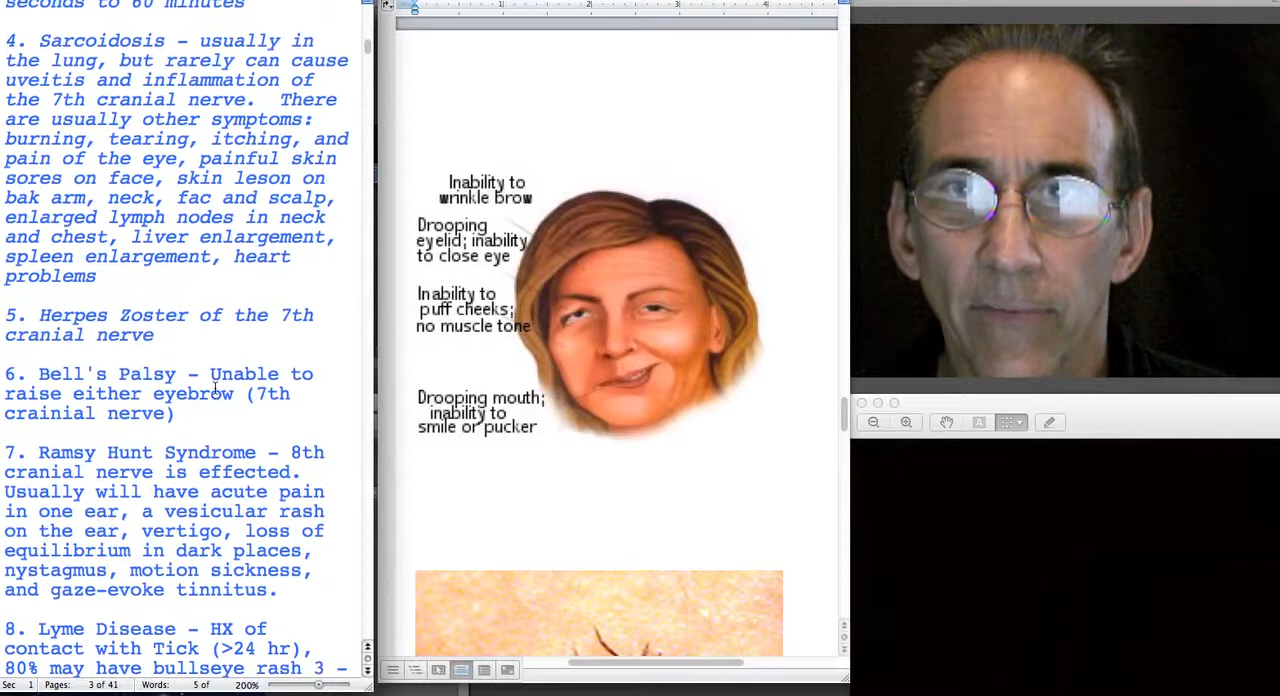 seconds to 60 minutes
4. Sarcoidosis - usually in
the lung, but rarely can cause
uveitis and inflammation of
the 7th cranial nerve.  There
are usually other symptoms:
burning, tearing, itching, and
pain of the eye, painful skin
sores on face, skin leson on
bak arm, neck, fac and scalp,
enlarged lymph nodes in neck
and chest, liver enlargement,
spleen enlargement, heart
problems
5. Herpes Zoster of the 7th
cranial nerve
6. Bell's Palsy - Unable to
raise either eyebrow (7th
crainial nerve)
7. Ramsy Hunt Syndrome - 8th
cranial nerve is effected.
Usually will have acute pain
in one ear, a vesicular rash
on the ear, vertigo, loss of
equilibrium in dark places,
nystagmus, motion sickness,
and gaze-evoke tinnitus.
8. Lyme Disease - HX of
contact with Tick (>24 hr),
80% may have bullseye rash 3 -
Sec 1 Pages: 3 of 41 Words: 5 of 200%
1 2 3 4
Inability to
wrinkle brow
Drooping
eyelid; inability
to close eye
Inability to
puff cheeks;
no muscle tone
Drooping mouth;
inability to
smile or pucker